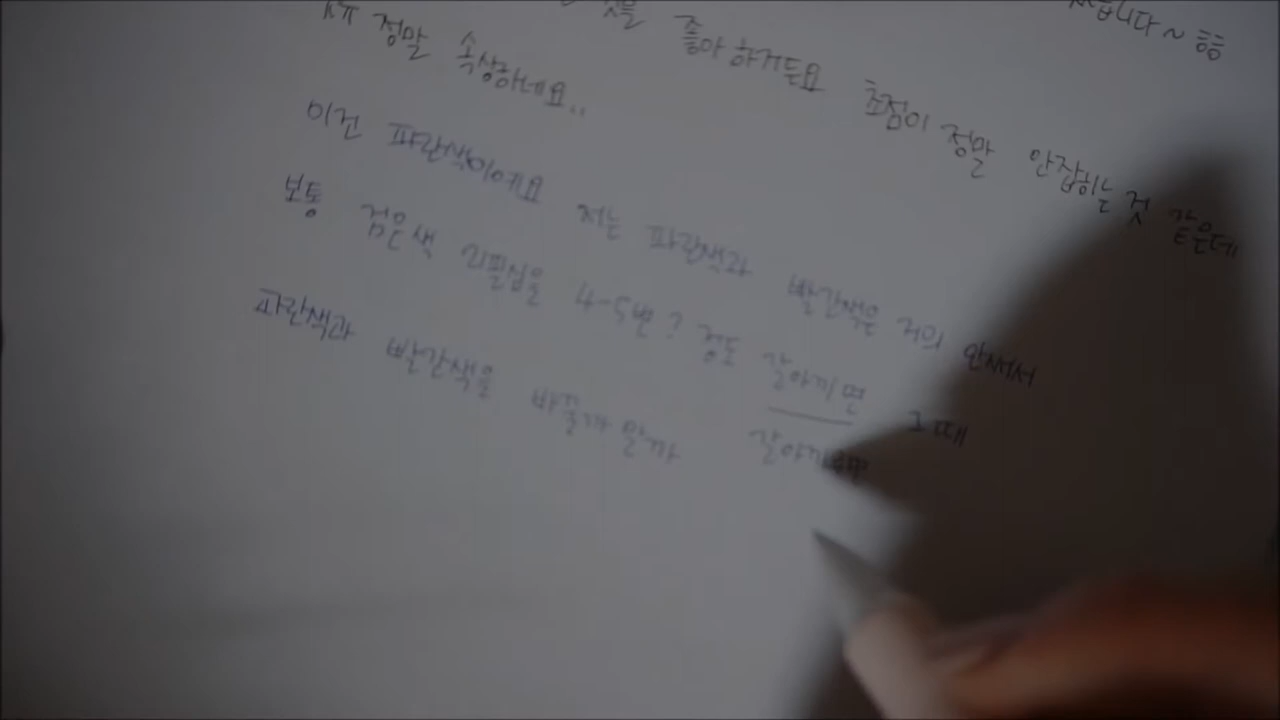 것을 좋아 하거든요 초점이 정말 안잡히는 것 같은데
ㅠㅠ 정말 속상하네요..
이건 파란색이에요 저는 파란색과 빨간색은 거의 안써서
보통 검은색 리필심을 4-5번? 정도 갈아끼면 그때
파란색과 빨간색을 바꿀까 말까